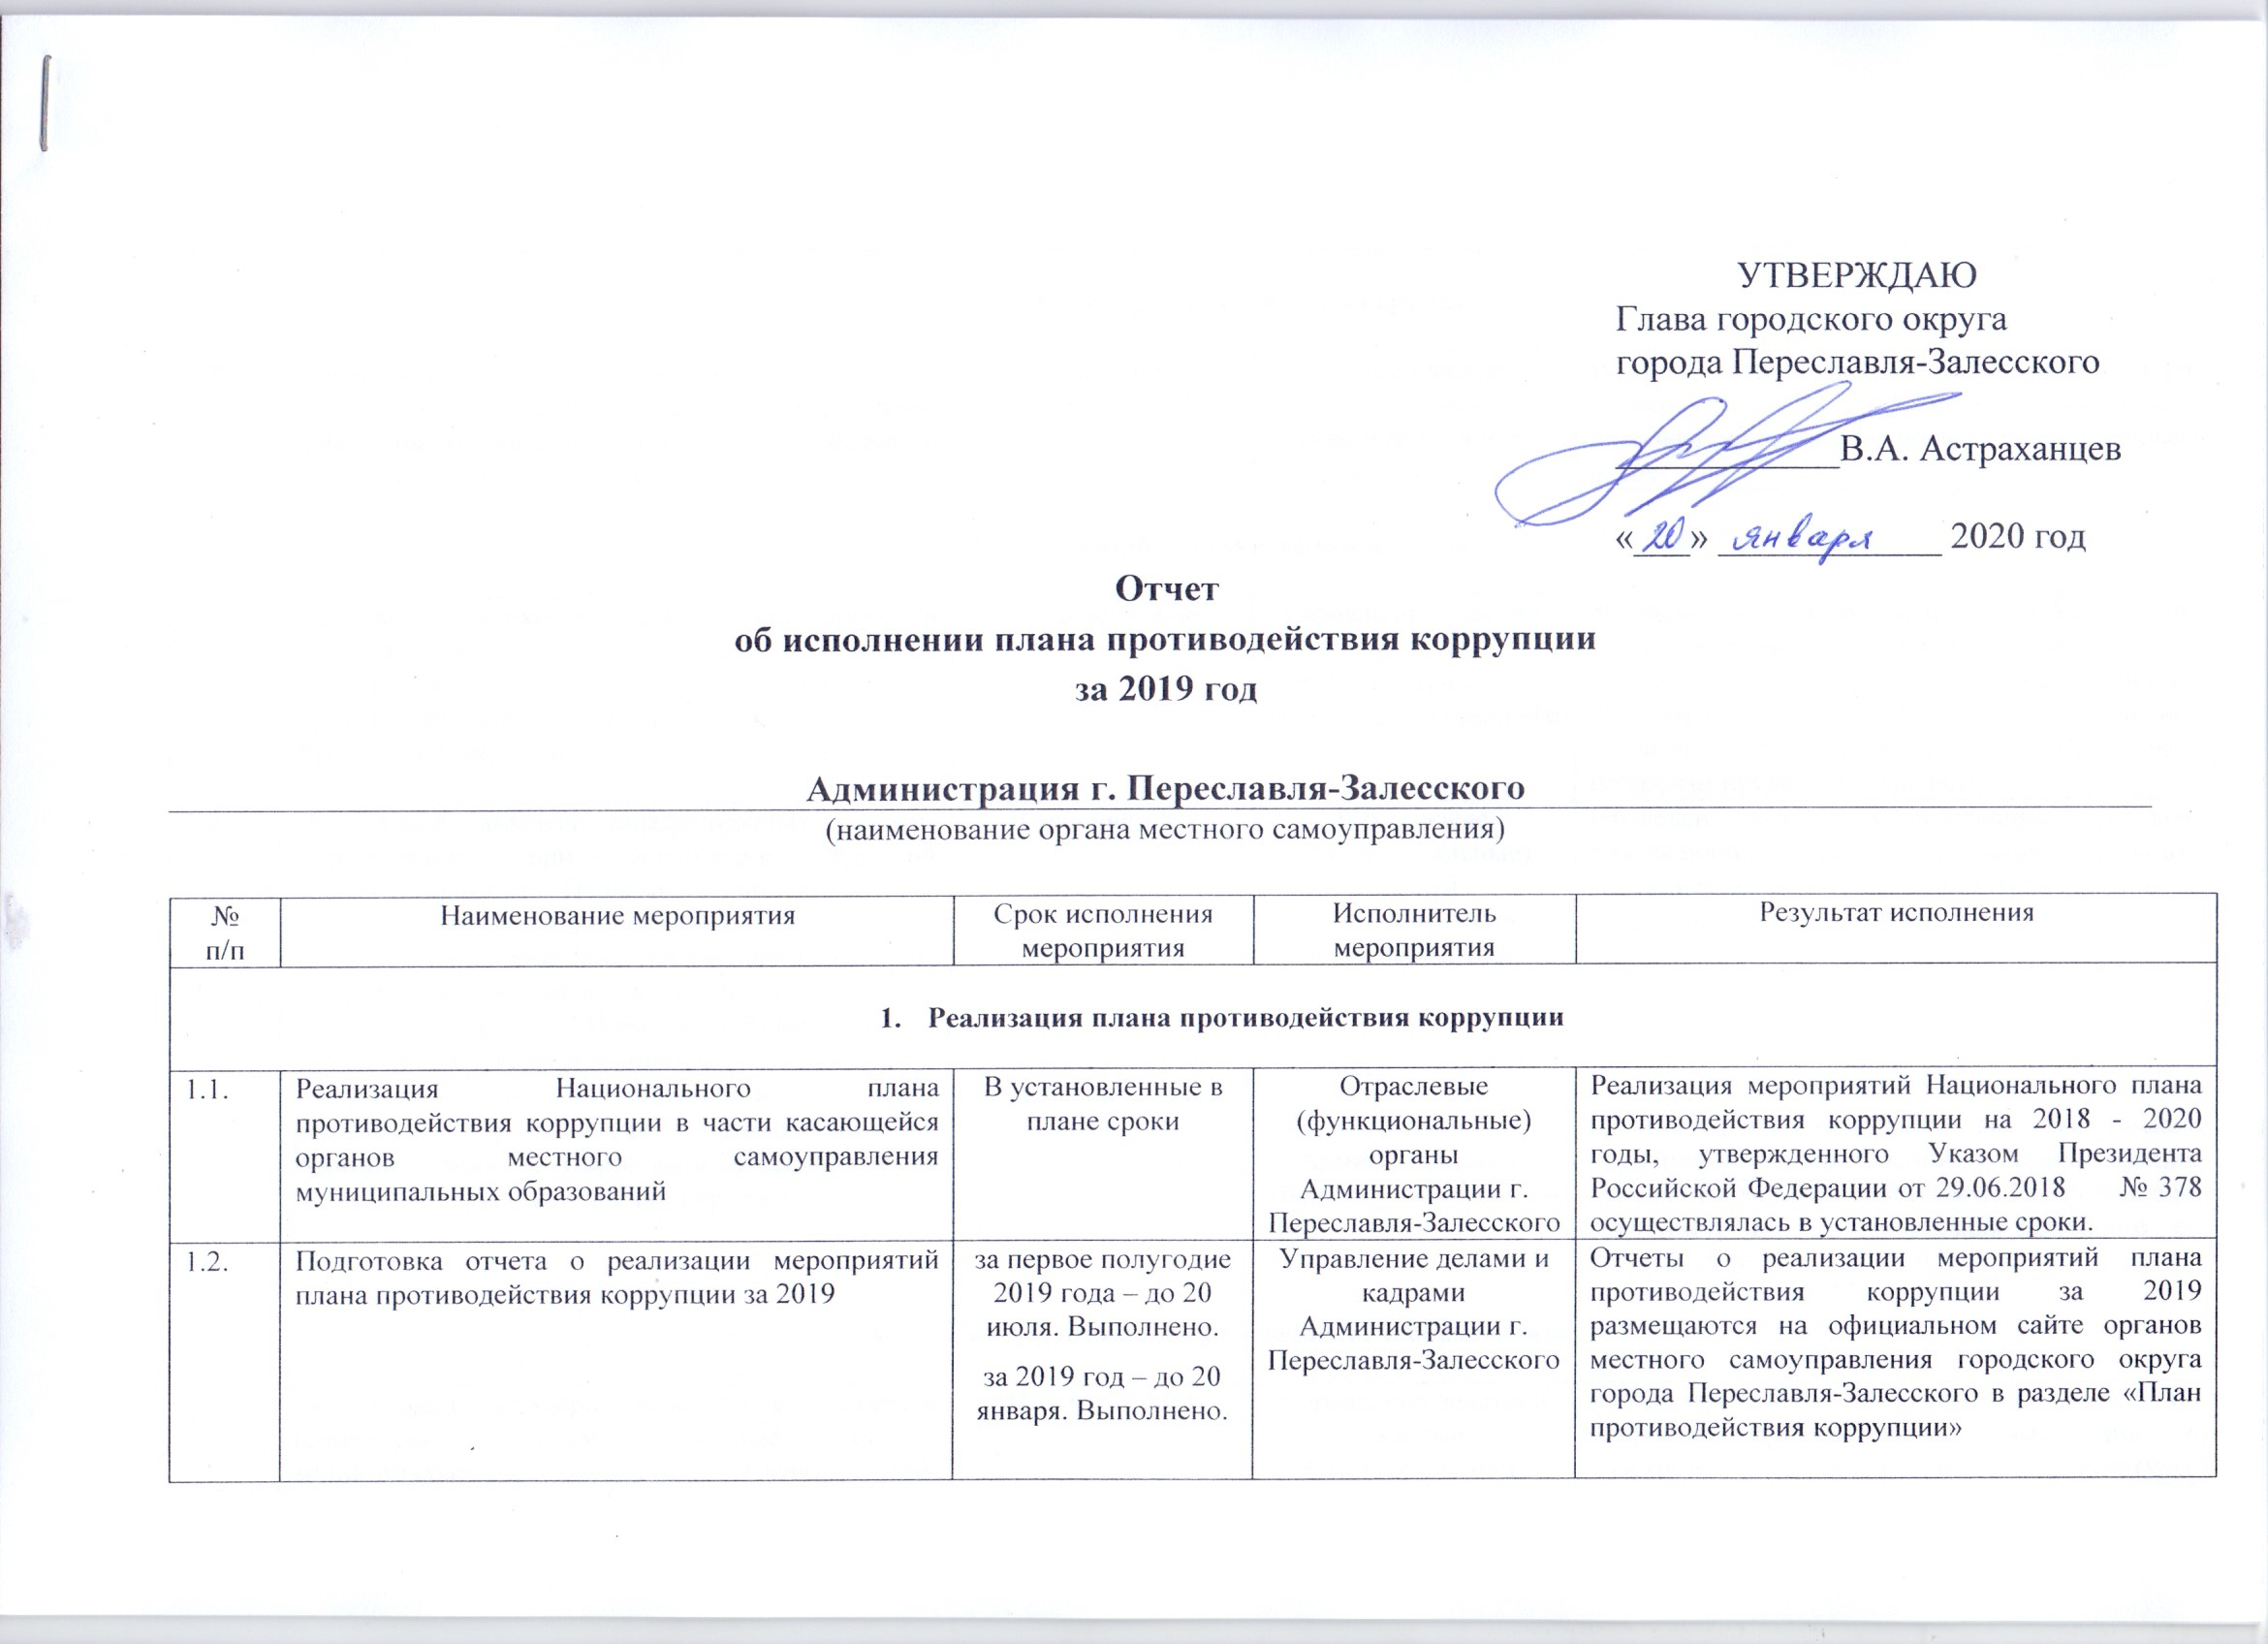 УТВЕРЖДАЮ
Глава городского округа
города Переславля-Залесского
____________В.А. Астраханцев
«20» января 2020 год
Отчет
об исполнении плана противодействия коррупции
за 2019 год
Администрация г. Переславля-Залесского
(наименование органа местного самоуправления)
№
п/п
Наименование мероприятия
Срок исполнения
мероприятия
Исполнитель
мероприятия
Результат исполнения
1. Реализация плана противодействия коррупции
1.1.
Реализация Национального плана
противодействия коррупции в части касающейся
органов местного самоуправления
муниципальных образований
В установленные в
плане сроки
Отраслевые
(функциональные)
органы
Администрации г.
Переславля-Залесского
Реализация мероприятий Национального плана
противодействия коррупции на 2018 - 2020
годы, утвержденного Указом Президента
Российской Федерации от 29.06.2018 № 378
осуществлялась в установленные сроки.
1.2.
Подготовка отчета о реализации мероприятий
плана противодействия коррупции за 2019
за первое полугодие
2019 года – до 20
июля. Выполнено.
за 2019 год – до 20
января. Выполнено.
Управление делами и
кадрами
Администрации г.
Переславля-Залесского
Отчеты о реализации мероприятий плана
противодействия коррупции за 2019
размещаются на официальном сайте органов
местного самоуправления городского округа
города Переславля-Залесского в разделе «План
противодействия коррупции»